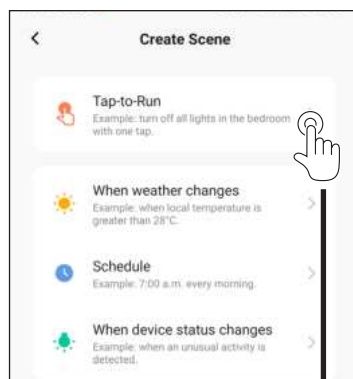 Create Scene
Tap-to-Run
Example: turn off all lights in the bedroom
with one tap.
When weather changes
Example: when local temperature is
greater than 28°C.
Schedule
Example: 7:00 a.m. every morning.
When device status changes
Example: when an unusual activity is
detected.